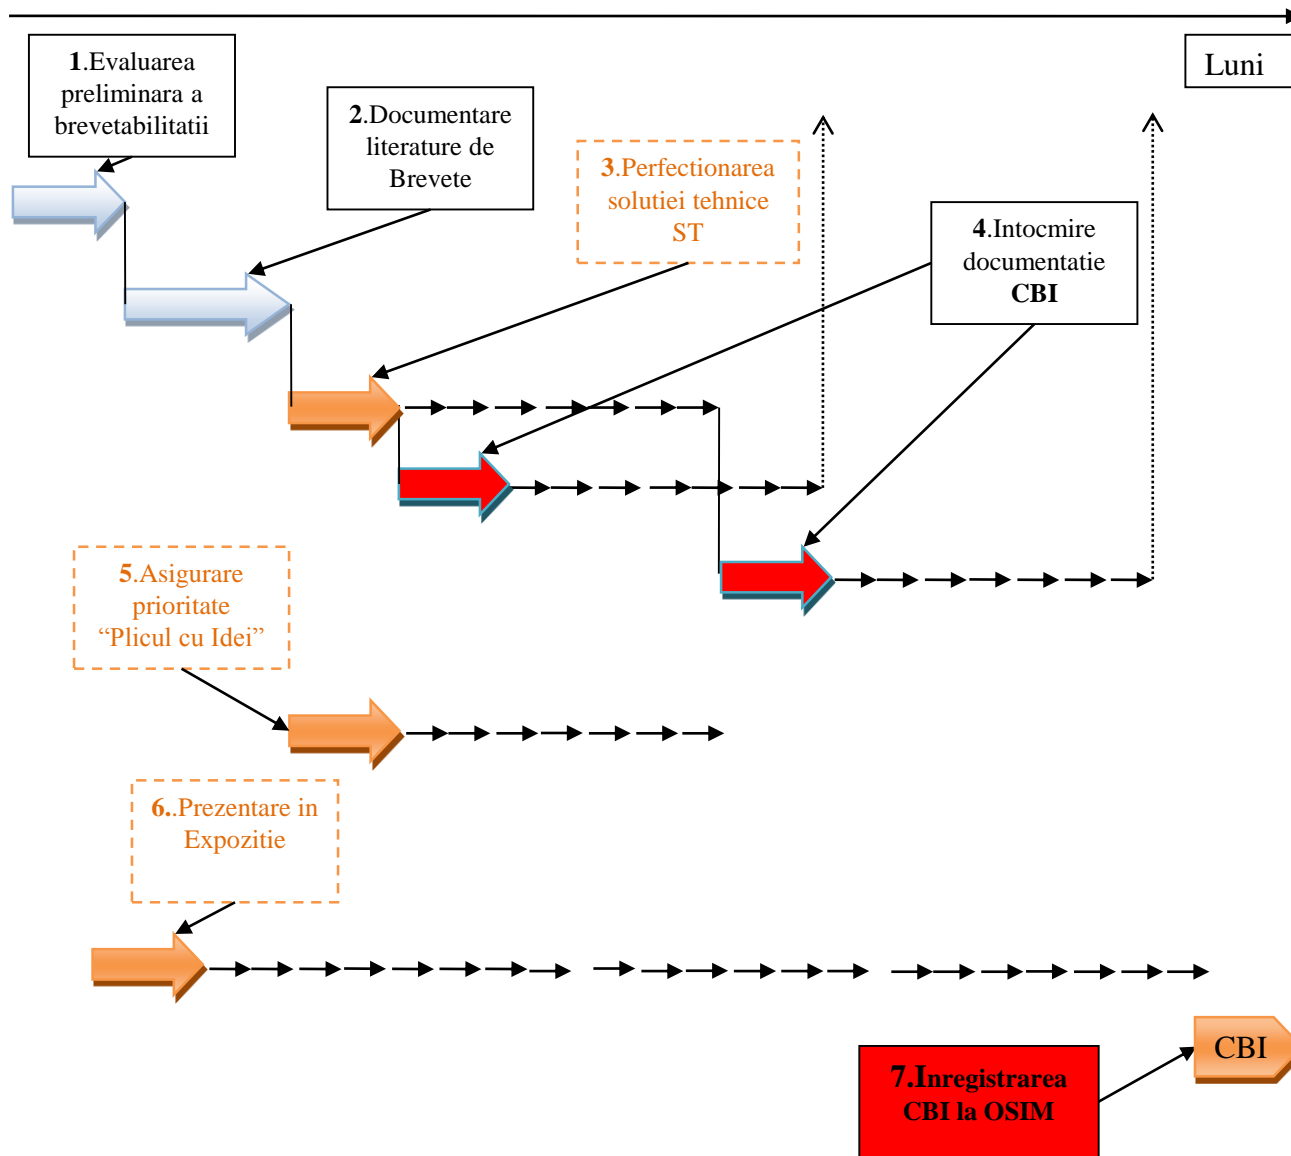 Luni
1.Evaluarea
preliminara a
brevetabilitatii
2.Documentare
literature de
Brevete
3.Perfectionarea
solutiei tehnice
ST
4.Intocmire
documentatie
CBI
5.Asigurare
prioritate
“Plicul cu Idei”
6..Prezentare in
Expozitie
CBI
7.Inregistrarea
CBI la OSIM